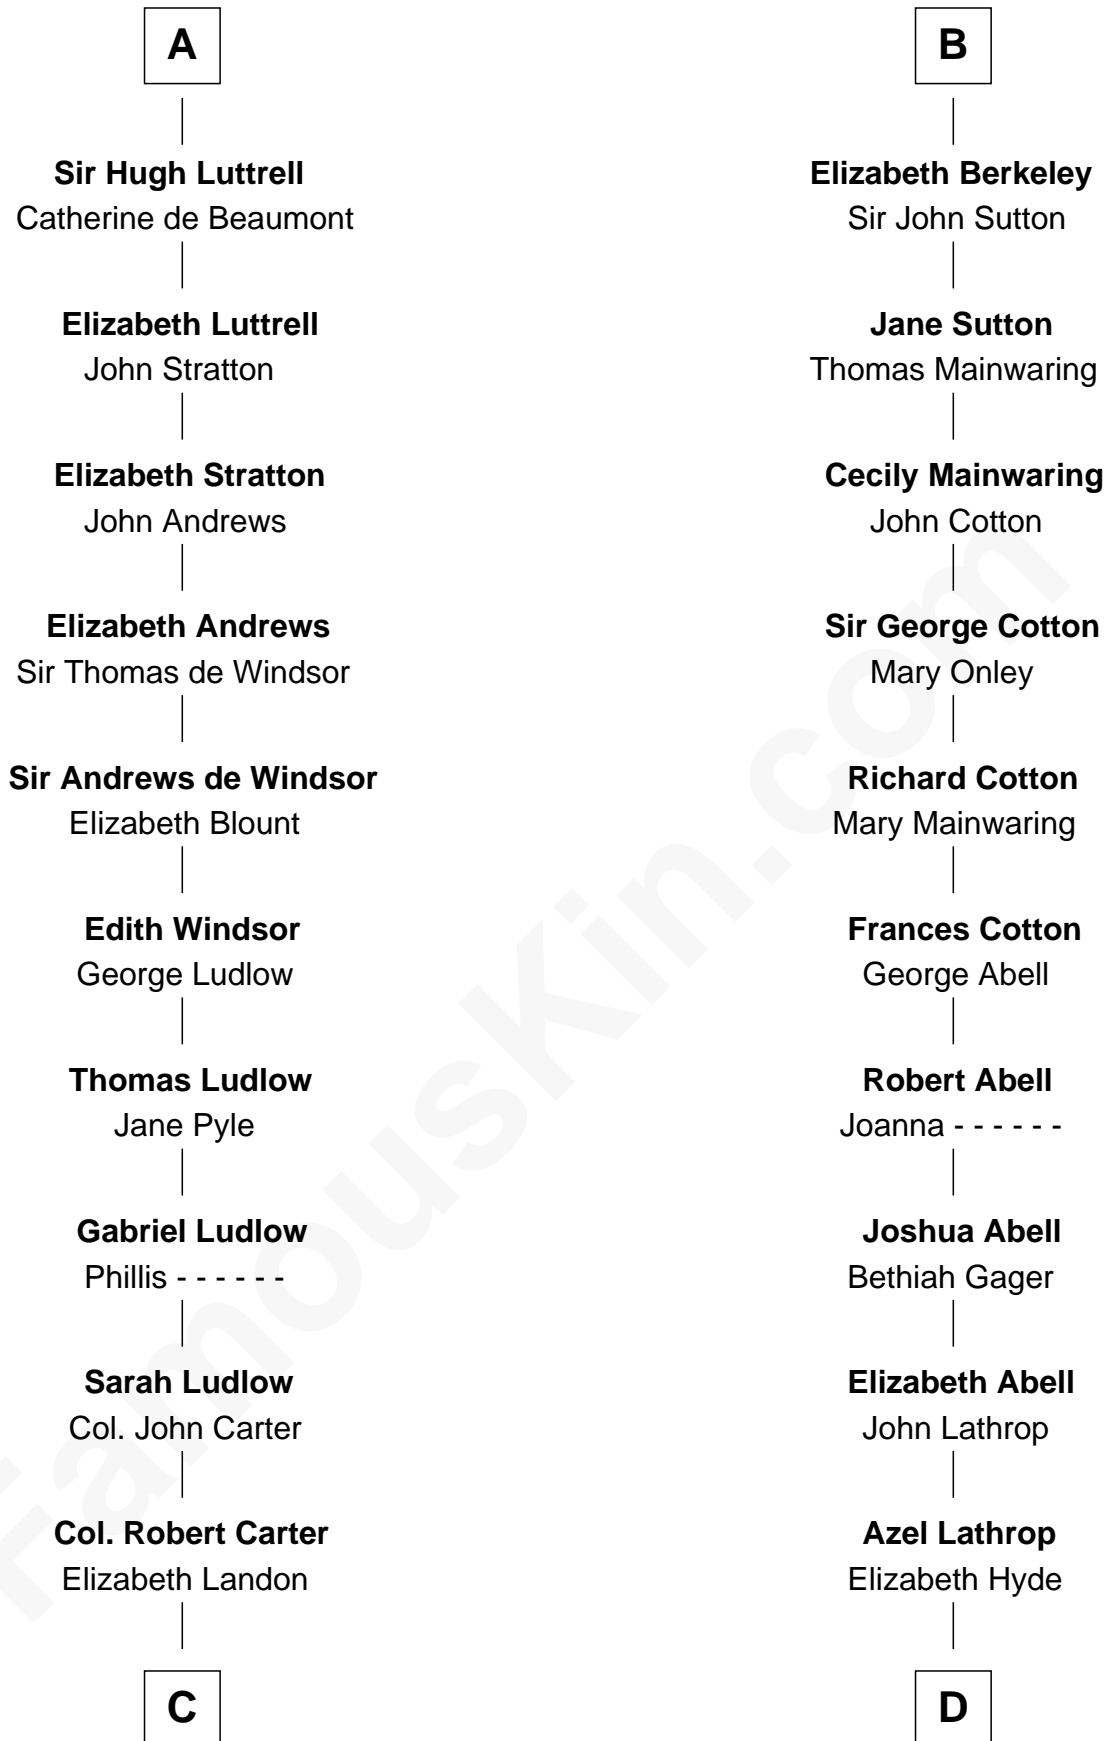 A
Sir Hugh Luttrell
Catherine de Beaumont
Elizabeth Luttrell
John Stratton
Elizabeth Stratton
John Andrews
Elizabeth Andrews
Sir Thomas de Windsor
Sir Andrews de Windsor
Elizabeth Blount
Edith Windsor
George Ludlow
Thomas Ludlow
Jane Pyle
Gabriel Ludlow
Phillis - - - - - -
Sarah Ludlow
Col. John Carter
Col. Robert Carter
Elizabeth Landon
C
B
Elizabeth Berkeley
Sir John Sutton
Jane Sutton
Thomas Mainwaring
Cecily Mainwaring
John Cotton
Sir George Cotton
Mary Onley
Richard Cotton
Mary Mainwaring
Frances Cotton
George Abell
Robert Abell
Joanna - - - - - -
Joshua Abell
Bethiah Gager
Elizabeth Abell
John Lathrop
Azel Lathrop
Elizabeth Hyde
D
FamousKin.com